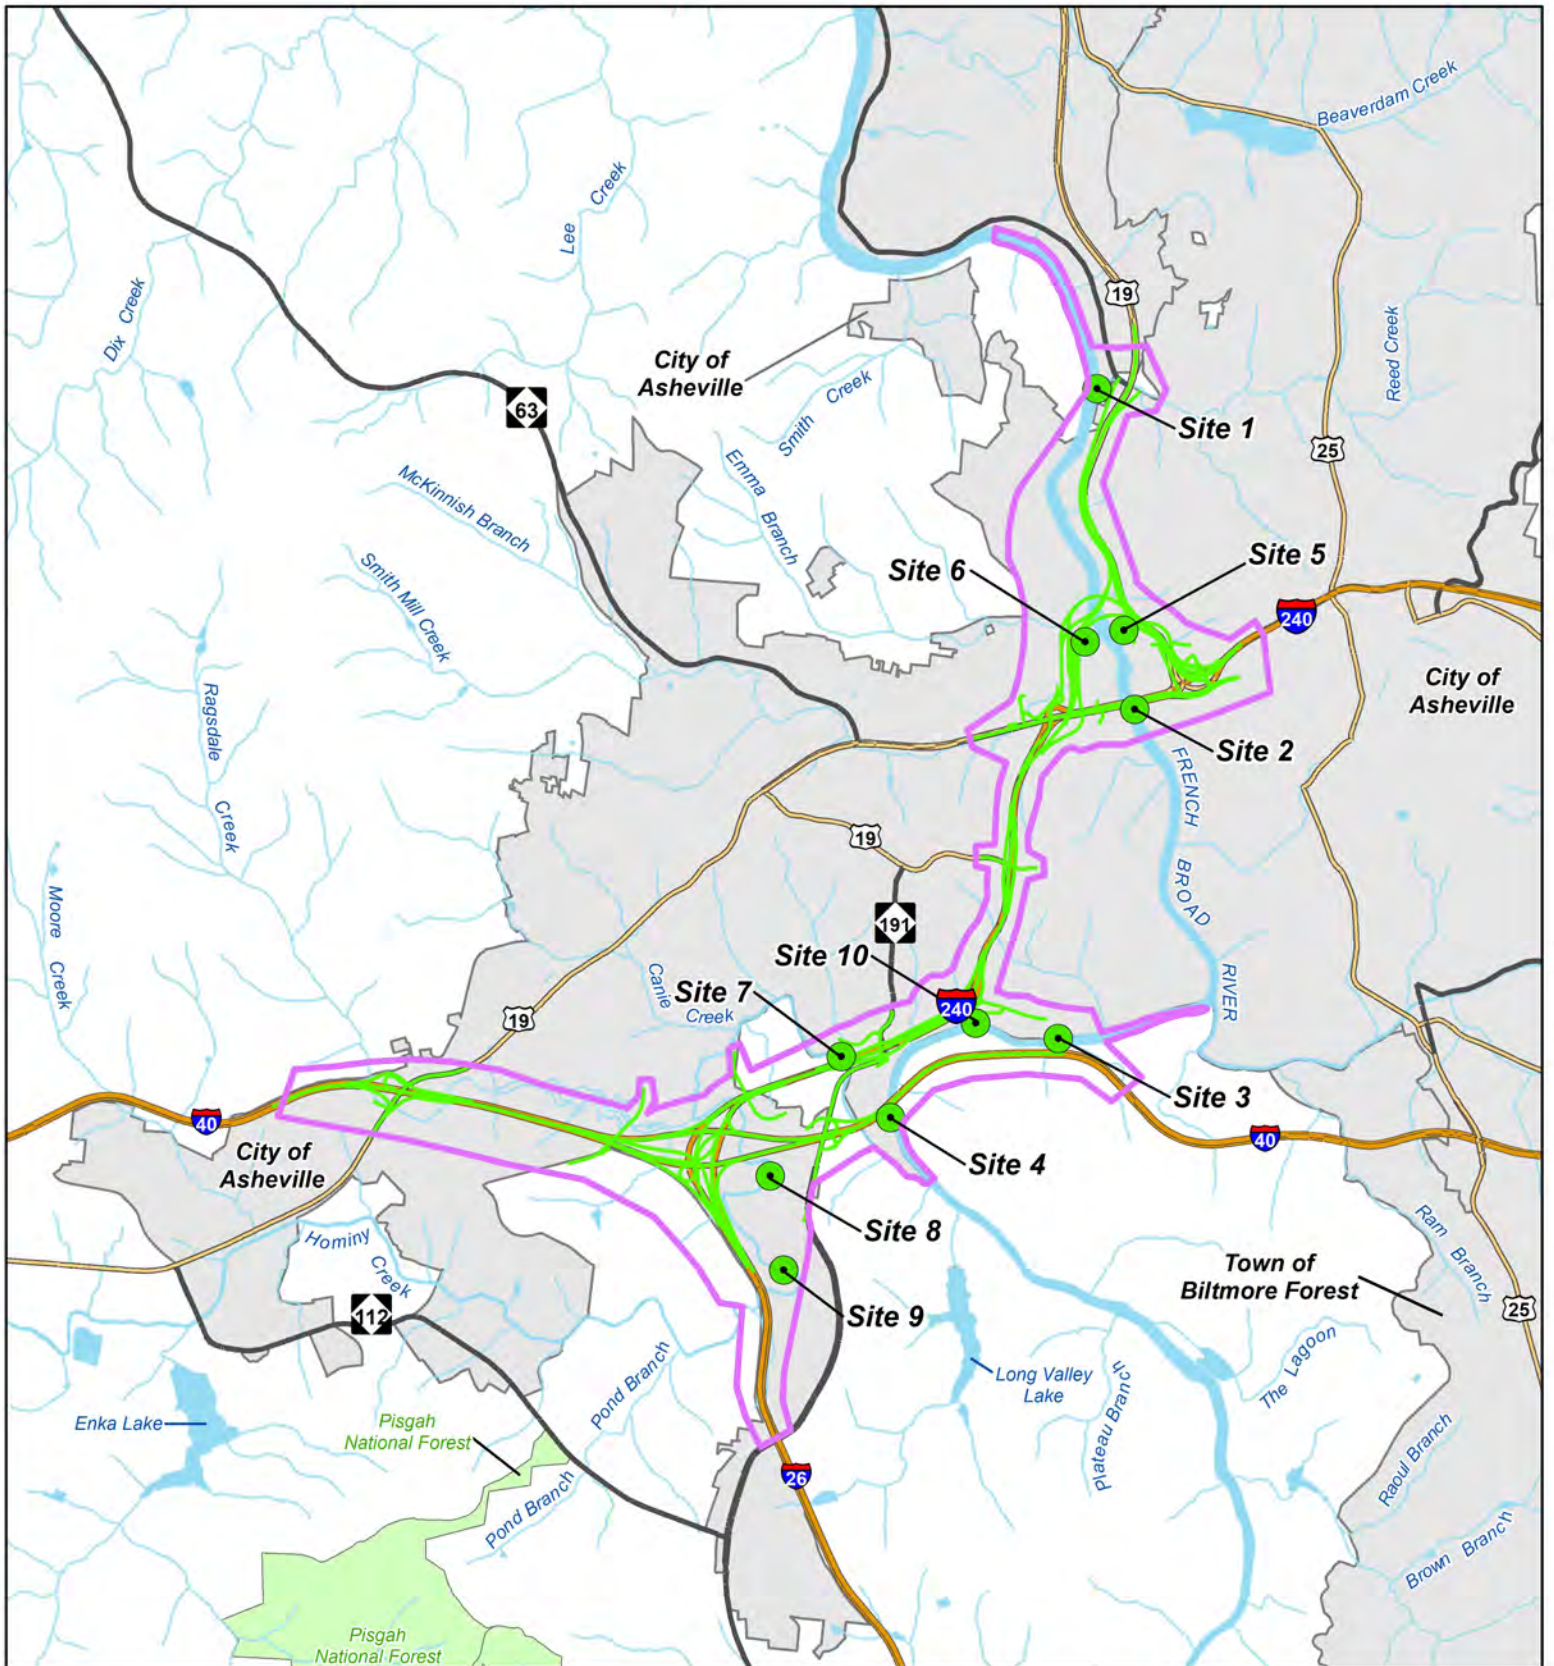 Beaverdam Creek
Lee Creek
Dix Creek
19
Reed Creek
City of
Asheville
Smith Creek
63
Site 1
25
Emma Branch
McKinnish Branch
Smith Mill Creek
Site 6
Site 5
240
Ragsdale Creek
City of
Asheville
Site 2
FRENCH BROAD RIVER
19
Moore Creek
191
Site 10
Canie Creek
Site 7
240
19
Site 3
40
40
City of
Asheville
Site 4
Site 8
Hominy Creek
Ram Branch
Town of
Biltmore Forest
112
Site 9
25
The Lagoon
Pond Branch
Long Valley
Lake
Plateau Branch
Enka Lake
Pisgah
National Forest
Raoul Branch
26
Pond Branch
Brown Branch
Pisgah
National Forest